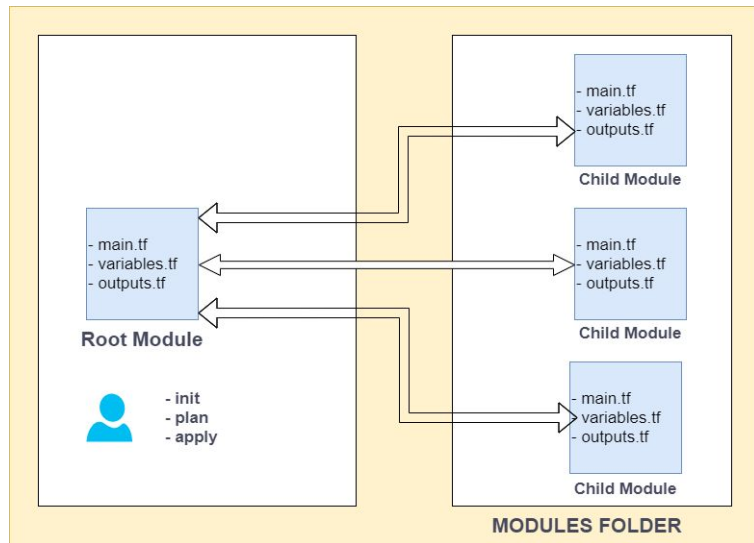 - main.tf
- variables.tf
- outputs.tf
Root Module
- init
- plan
- apply
- main.tf
- variables.tf
- outputs.tf
Child Module
- main.tf
- variables.tf
- outputs.tf
Child Module
- main.tf
- variables.tf
- outputs.tf
Child Module
MODULES FOLDER